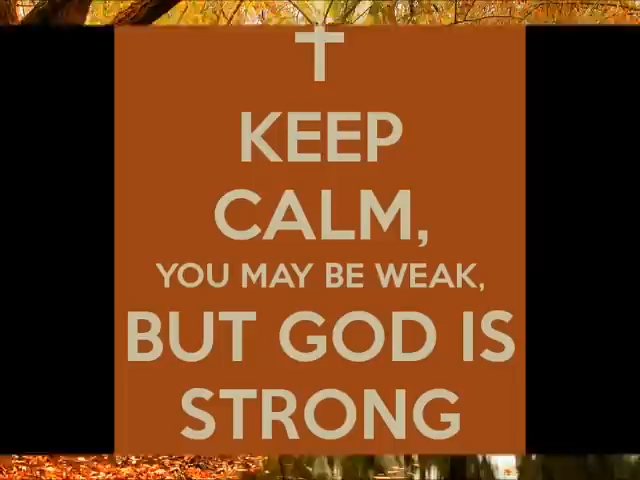 KEEP
CALM,
YOU MAY BE WEAK,
BUT GOD IS
STRONG